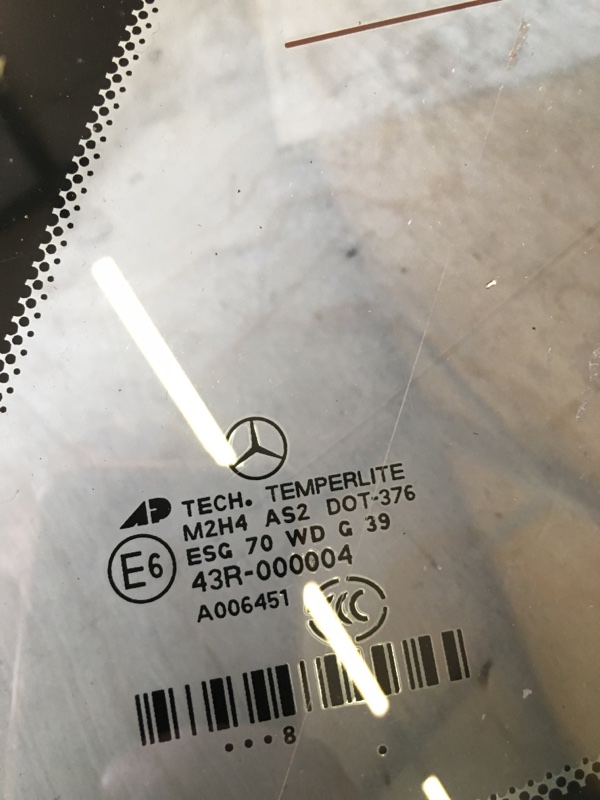 AP TECH. TEMPERLITE
M2H4 AS2 DOT-376
ESG 70 WD G 39
E6 43R-000004
A006451
CCC
•••8